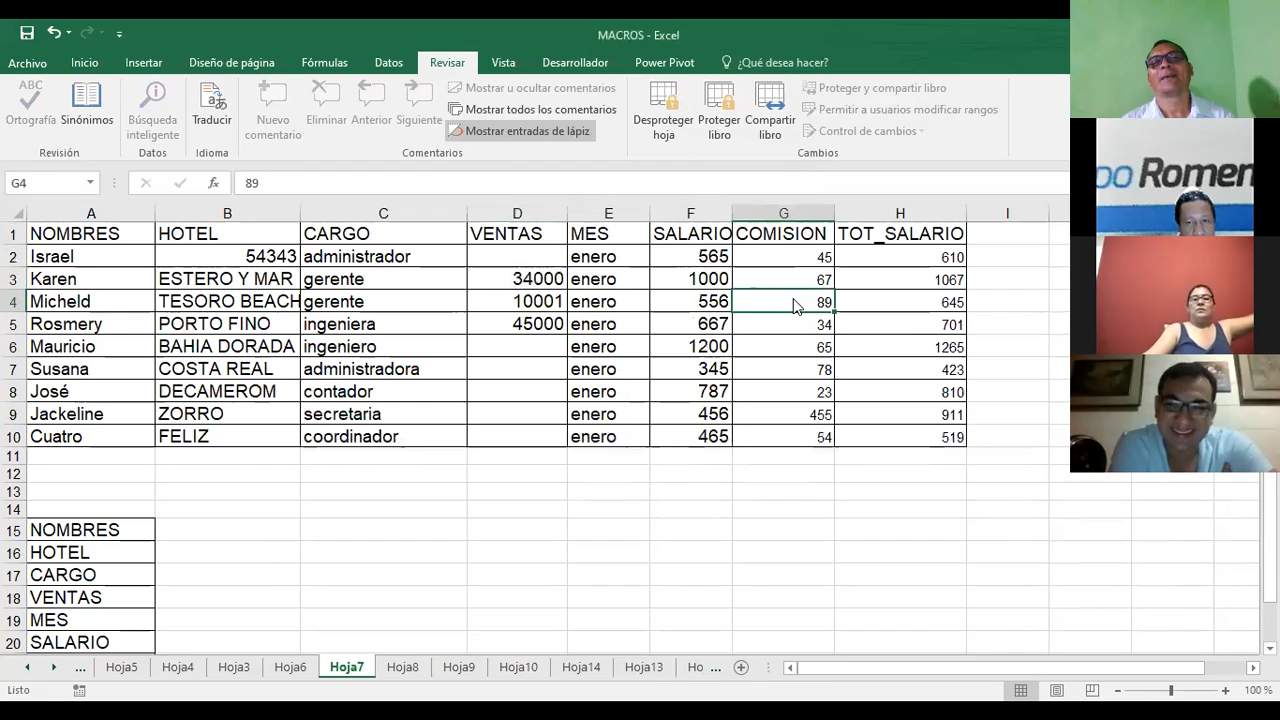 MACROS - Excel
Archivo Inicio Insertar Diseño de página Fórmulas Datos Revisar Vista Desarrollador Power Pivot ¿Qué desea hacer?
ABC
Ortografía
Sinónimos
Revisión
Búsqueda
inteligente
Datos
Traducir
Idioma
Nuevo
comentario
Eliminar
Anterior
Siguiente
Mostrar u ocultar comentarios
Mostrar todos los comentarios
Mostrar entradas de lápiz
Comentarios
Desproteger
hoja
Proteger
libro
Compartir
libro
Proteger y compartir libro
Permitir a usuarios modificar rangos
Control de cambios
Cambios
Romen
G4 fx 89
A B C D E F G H I
1 NOMBRES HOTEL CARGO VENTAS MES SALARIO COMISION TOT_SALARIO
2 Israel 54343 administrador enero 565 45 610
3 Karen ESTERO Y MAR gerente 34000 enero 1000 67 1067
4 Micheld TESORO BEACH gerente 10001 enero 556 89 645
5 Rosmery PORTO FINO ingeniera 45000 enero 667 34 701
6 Mauricio BAHIA DORADA ingeniero enero 1200 65 1265
7 Susana COSTA REAL administradora enero 345 78 423
8 José DECAMEROM contador enero 787 23 810
9 Jackeline ZORRO secretaria enero 456 455 911
10 Cuatro FELIZ coordinador enero 465 54 519
11
12
13
14
15 NOMBRES
16 HOTEL
17 CARGO
18 VENTAS
19 MES
20 SALARIO
... Hoja5 Hoja4 Hoja3 Hoja6 Hoja7 Hoja8 Hoja9 Hoja10 Hoja14 Hoja13 Ho ...
Listo 100 %